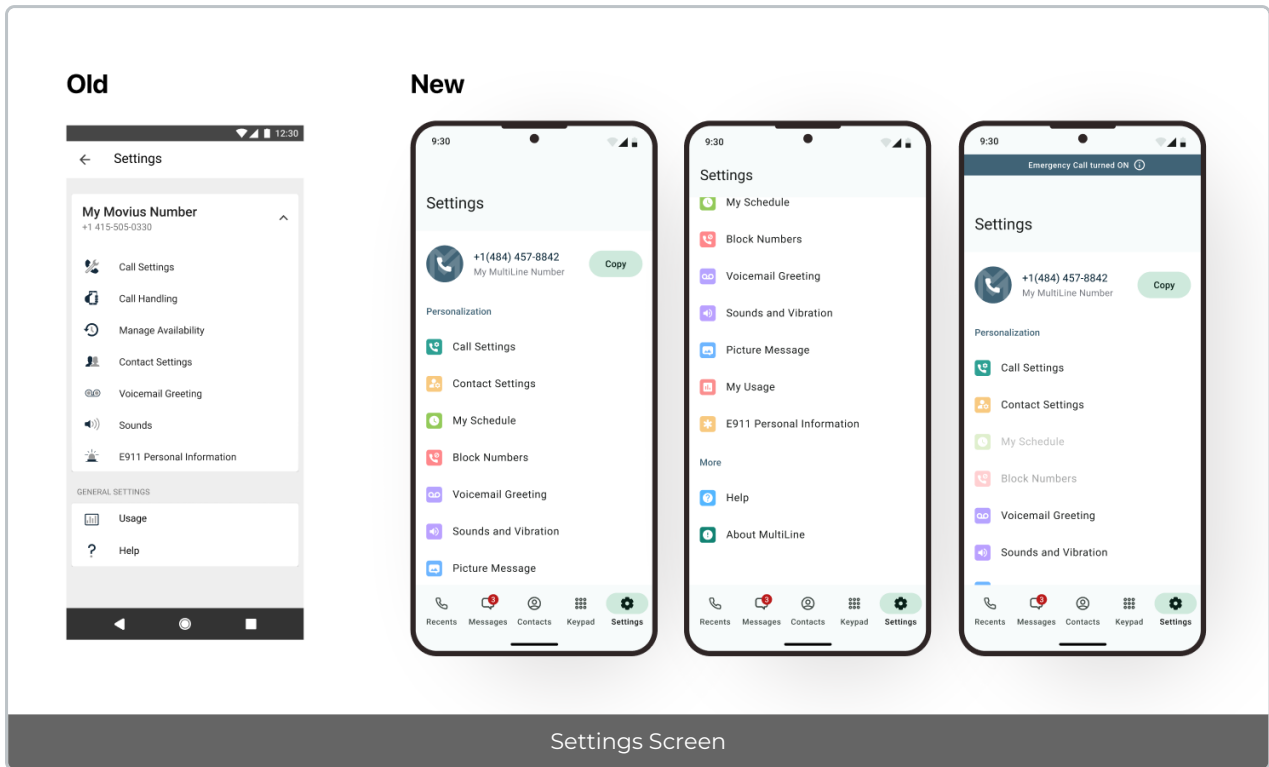 Old
New
12:30
Settings
My Movius Number
+1 415-505-0330
Call Settings
Call Handling
Manage Availability
Contact Settings
Voicemail Greeting
Sounds
E911 Personal Information
GENERAL SETTINGS
Usage
Help
9:30
Settings
+1(484) 457-8842
My MultiLine Number
Copy
Personalization
Call Settings
Contact Settings
My Schedule
Block Numbers
Voicemail Greeting
Sounds and Vibration
Picture Message
3
Recents Messages Contacts Keypad Settings
9:30
Settings
My Schedule
Block Numbers
Voicemail Greeting
Sounds and Vibration
Picture Message
My Usage
E911 Personal Information
More
Help
About MultiLine
3
Recents Messages Contacts Keypad Settings
9:30
Emergency Call turned ON
Settings
+1(484) 457-8842
My MultiLine Number
Copy
Personalization
Call Settings
Contact Settings
My Schedule
Block Numbers
Voicemail Greeting
Sounds and Vibration
3
Recents Messages Contacts Keypad Settings
Settings Screen